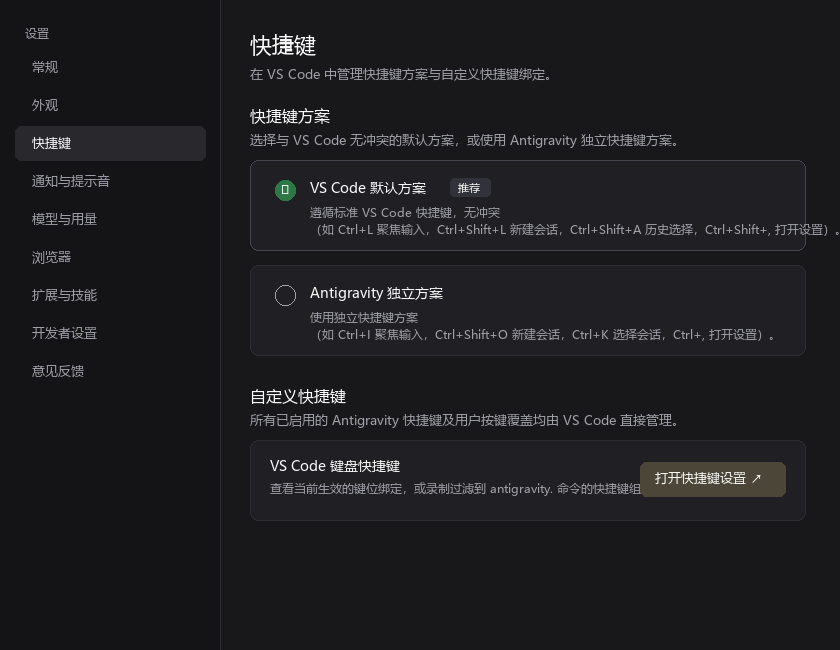 设置
常规
外观
快捷键
通知与提示音
模型与用量
浏览器
扩展与技能
开发者设置
意见反馈
快捷键
在 VS Code 中管理快捷键方案与自定义快捷键绑定。
快捷键方案
选择与 VS Code 无冲突的默认方案，或使用 Antigravity 独立快捷键方案。
VS Code 默认方案 推荐
遵循标准 VS Code 快捷键，无冲突
（如 Ctrl+L 聚焦输入，Ctrl+Shift+L 新建会话，Ctrl+Shift+A 历史选择，Ctrl+Shift+, 打开设置）。
Antigravity 独立方案
使用独立快捷键方案
（如 Ctrl+I 聚焦输入，Ctrl+Shift+O 新建会话，Ctrl+K 选择会话，Ctrl+, 打开设置）。
自定义快捷键
所有已启用的 Antigravity 快捷键及用户按键覆盖均由 VS Code 直接管理。
VS Code 键盘快捷键
查看当前生效的键位绑定，或录制过滤到 antigravity. 命令的快捷键组
打开快捷键设置 ↗